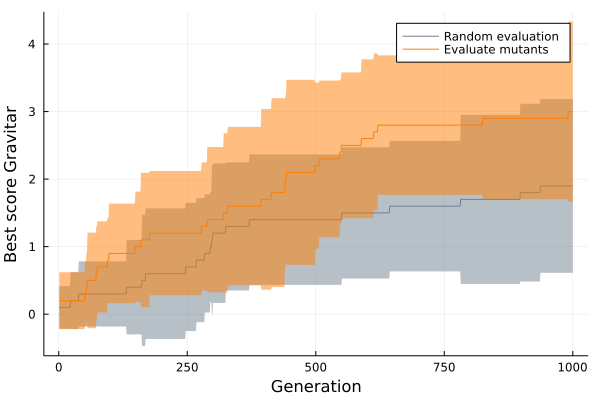 Random evaluation
Evaluate mutants
Best score Gravitar
4
3
2
1
0
0 250 500 750 1000
Generation